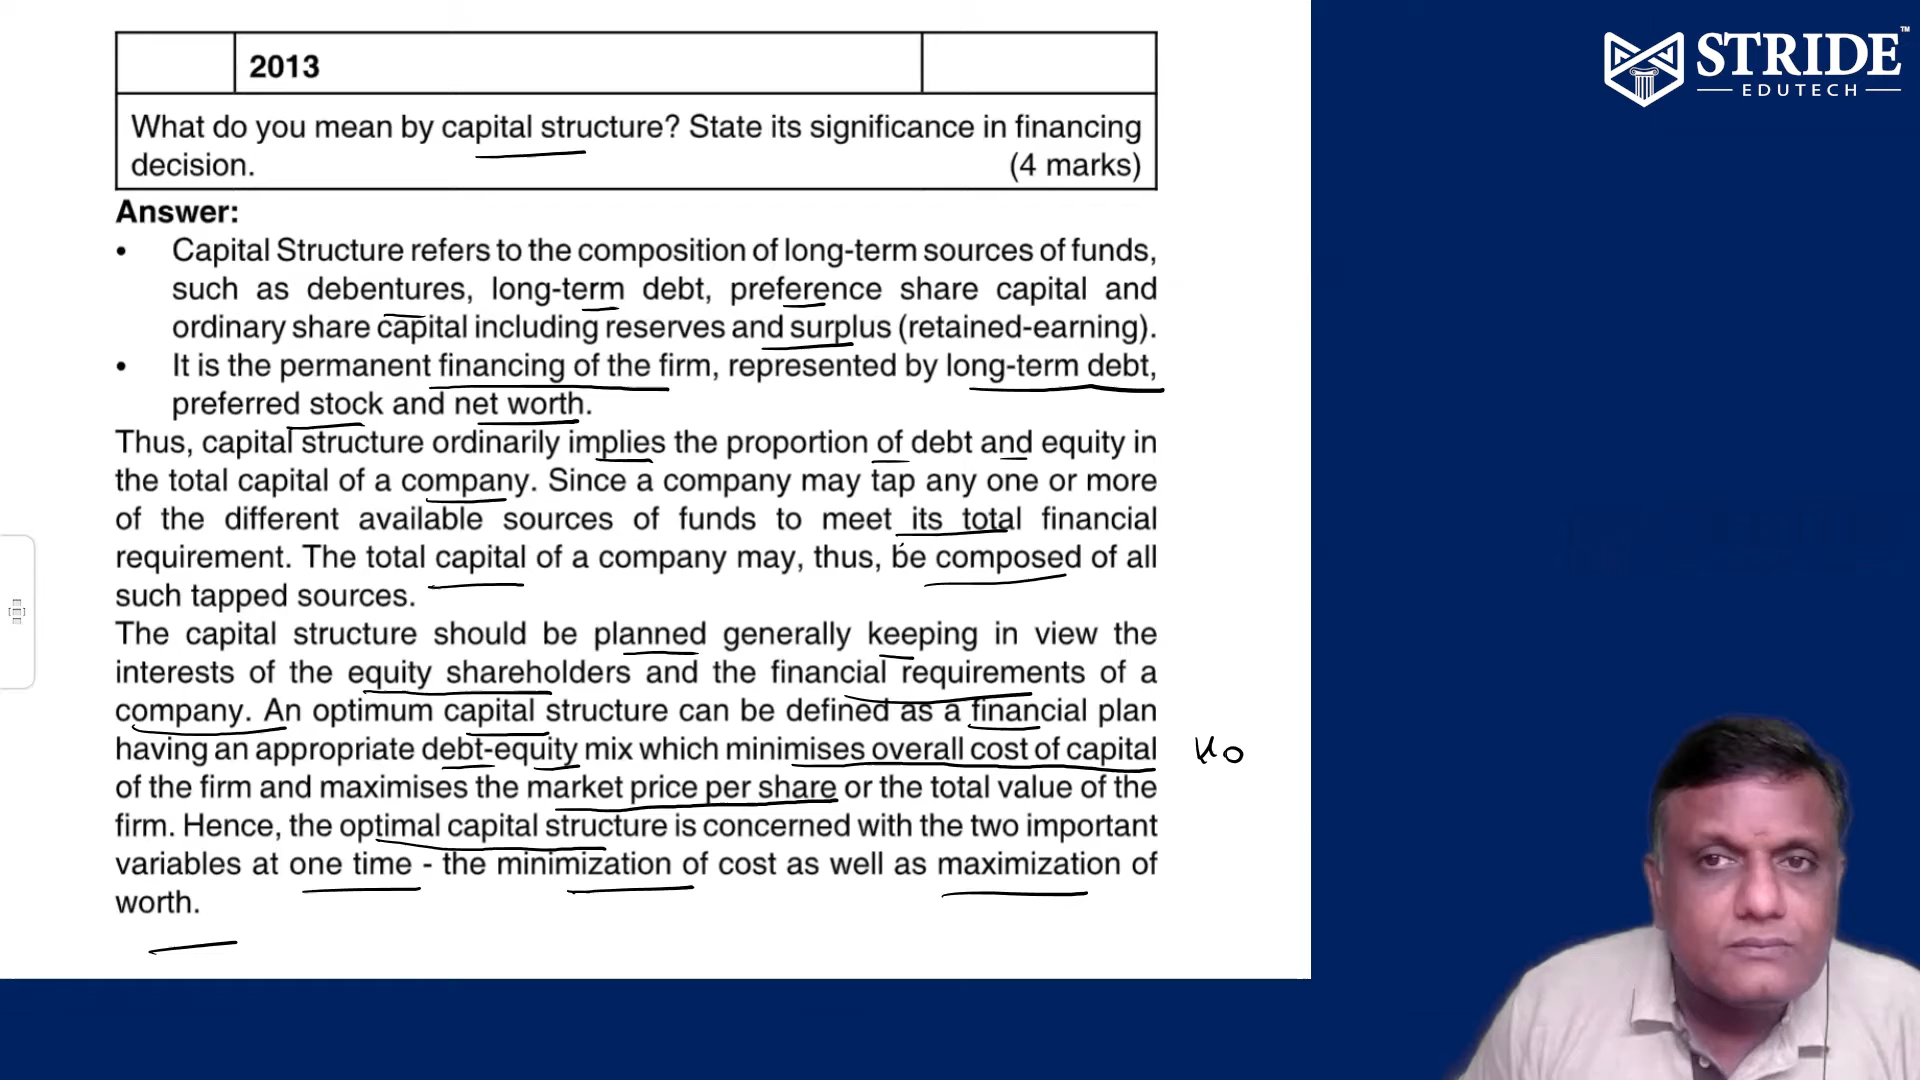 2013
What do you mean by capital structure? State its significance in financing
decision. (4 marks)
Answer:
• Capital Structure refers to the composition of long-term sources of funds,
such as debentures, long-term debt, preference share capital and
ordinary share capital including reserves and surplus (retained-earning).
• It is the permanent financing of the firm, represented by long-term debt,
preferred stock and net worth.
Thus, capital structure ordinarily implies the proportion of debt and equity in
the total capital of a company. Since a company may tap any one or more
of the different available sources of funds to meet its total financial
requirement. The total capital of a company may, thus, be composed of all
such tapped sources.
The capital structure should be planned generally keeping in view the
interests of the equity shareholders and the financial requirements of a
company. An optimum capital structure can be defined as a financial plan
having an appropriate debt-equity mix which minimises overall cost of capital
Ko
of the firm and maximises the market price per share or the total value of the
firm. Hence, the optimal capital structure is concerned with the two important
variables at one time - the minimization of cost as well as maximization of
worth.
STRIDE™
EDUTECH